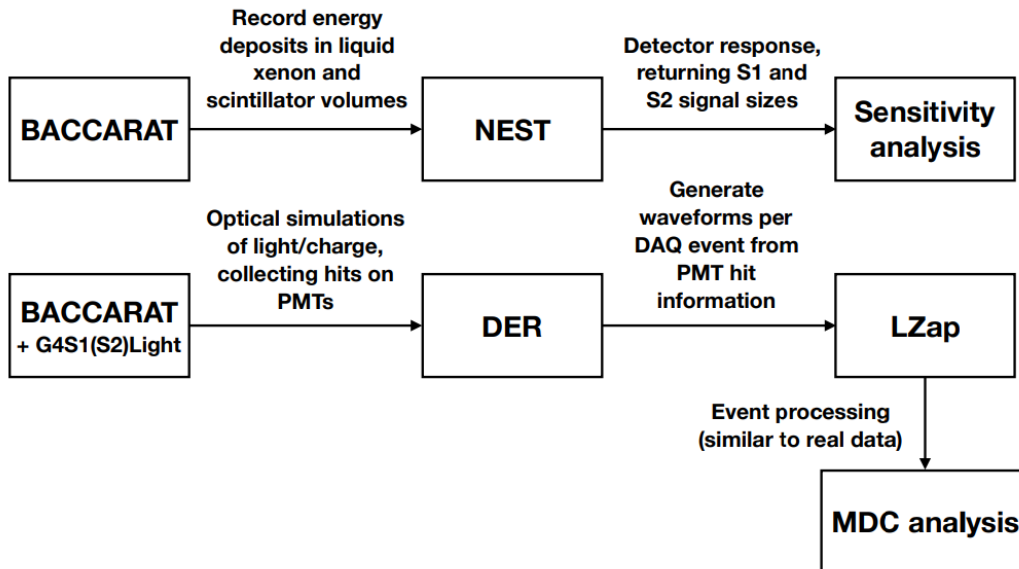 Record energy
deposits in liquid
xenon and
scintillator volumes
Detector response,
returning S1 and
S2 signal sizes
BACCARAT
NEST
Sensitivity
analysis
Optical simulations
of light/charge,
collecting hits on
PMTs
Generate
waveforms per
DAQ event from
PMT hit
information
BACCARAT
+ G4S1(S2)Light
DER
LZap
Event processing
(similar to real data)
MDC analysis